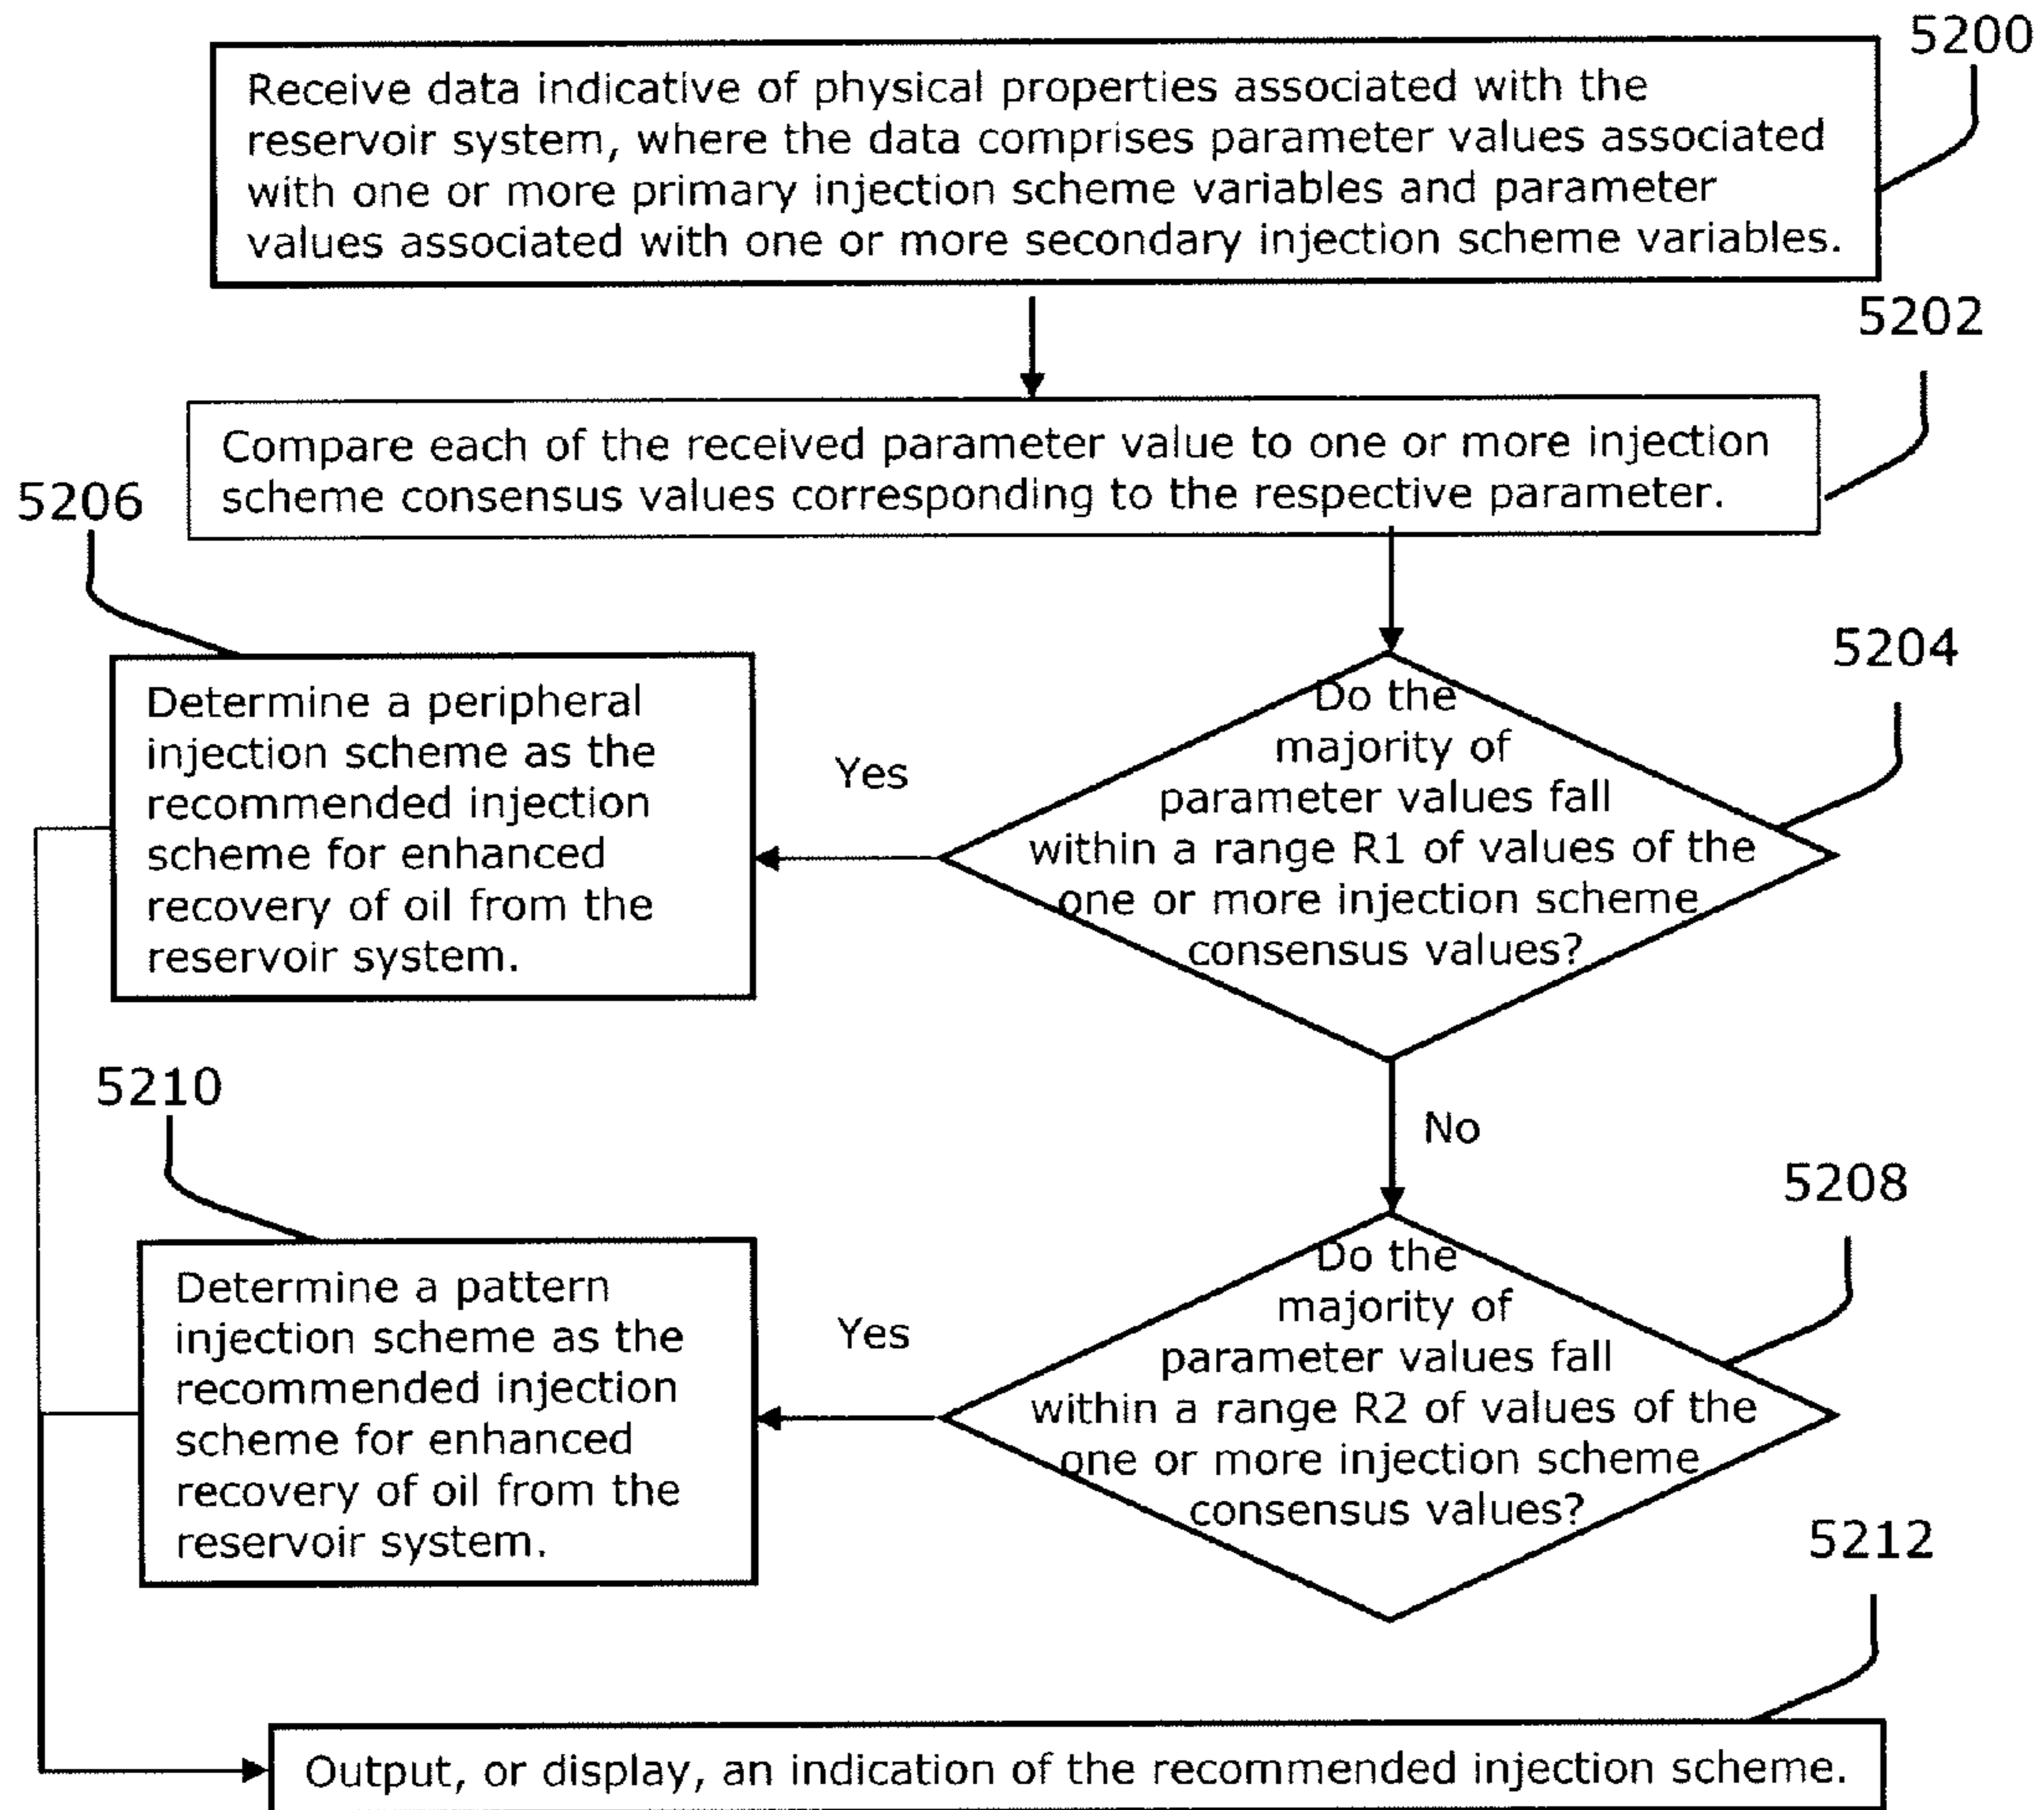 5200
Receive data indicative of physical properties associated with the
reservoir system, where the data comprises parameter values associated
with one or more primary injection scheme variables and parameter
values associated with one or more secondary injection scheme variables.
5202
Compare each of the received parameter value to one or more injection
scheme consensus values corresponding to the respective parameter.
5206
5204
Determine a peripheral
injection scheme as the
recommended injection
scheme for enhanced
recovery of oil from the
reservoir system.
Yes
Do the
majority of
parameter values fall
within a range R1 of values of the
one or more injection scheme
consensus values?
No
5210
5208
Determine a pattern
injection scheme as the
recommended injection
scheme for enhanced
recovery of oil from the
reservoir system.
Yes
Do the
majority of
parameter values fall
within a range R2 of values of the
one or more injection scheme
consensus values?
5212
Output, or display, an indication of the recommended injection scheme.